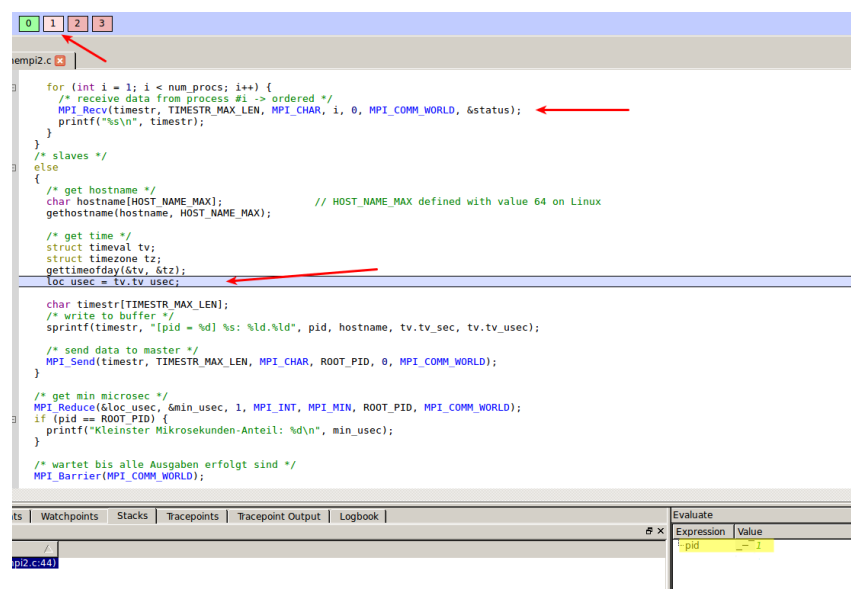 0 1 2 3
empi2.c
for (int i = 1; i < num_procs; i++) {
/* receive data from process #i -> ordered */
MPI_Recv(timestr, TIMESTR_MAX_LEN, MPI_CHAR, i, 0, MPI_COMM_WORLD, &status);
printf("%s\n", timestr);
}
}
/* slaves */
else
{
/* get hostname */
char hostname[HOST_NAME_MAX]; // HOST_NAME_MAX defined with value 64 on Linux
gethostname(hostname, HOST_NAME_MAX);
/* get time */
struct timeval tv;
struct timezone tz;
gettimeofday(&tv, &tz);
loc_usec = tv.tv_usec;
char timestr[TIMESTR_MAX_LEN];
/* write to buffer */
sprintf(timestr, "[pid = %d] %s: %ld.%ld", pid, hostname, tv.tv_sec, tv.tv_usec);
/* send data to master */
MPI_Send(timestr, TIMESTR_MAX_LEN, MPI_CHAR, ROOT_PID, 0, MPI_COMM_WORLD);
}
/* get min microsec */
MPI_Reduce(&loc_usec, &min_usec, 1, MPI_INT, MPI_MIN, ROOT_PID, MPI_COMM_WORLD);
if (pid == ROOT_PID) {
printf("Kleinster Mikrosekunden-Anteil: %d\n", min_usec);
}
/* wartet bis alle Ausgaben erfolgt sind */
MPI_Barrier(MPI_COMM_WORLD);
ts Watchpoints Stacks Tracepoints Tracepoint Output Logbook
Evaluate
Expression Value
pid 1
pi2.c:44)